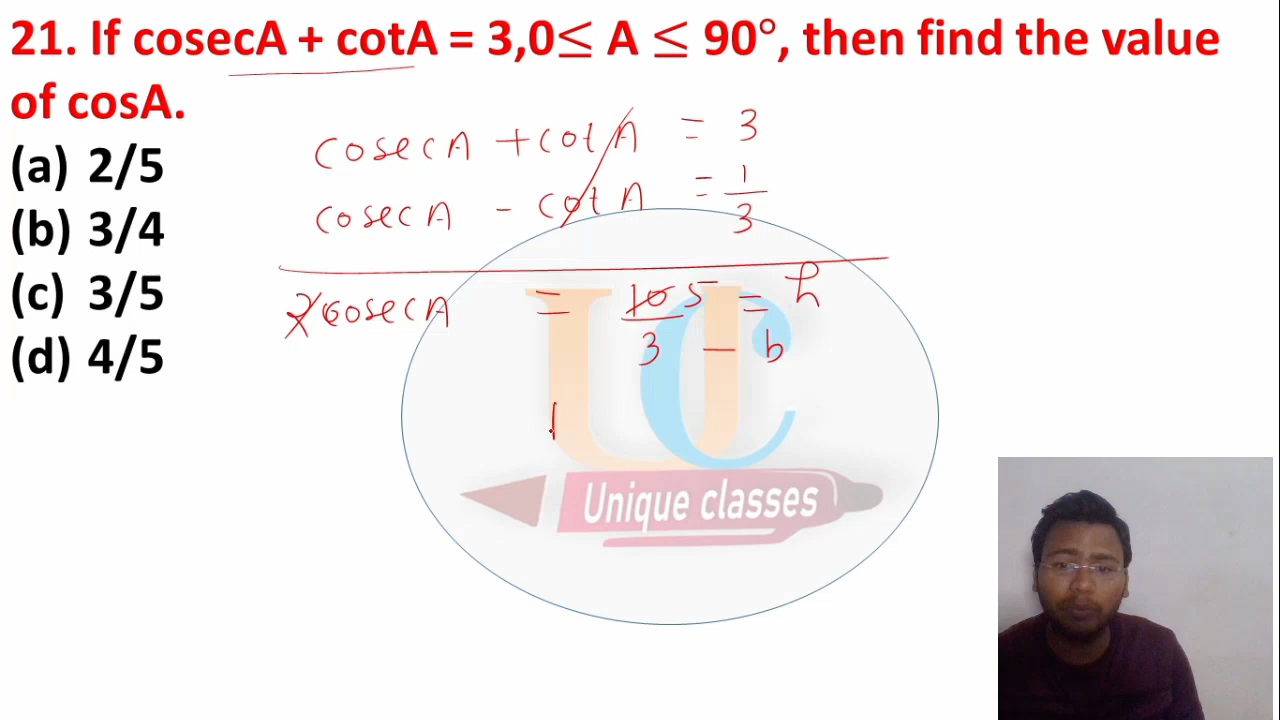 21. If cosecA + cotA = 3,0≤ A ≤ 90°, then find the value
of cosA.
(a) 2/5
(b) 3/4
(c) 3/5
(d) 4/5
cosecA + cotA = 3
cosecA - cotA = 1/3
2cosecA = 10 5/3 = h/b
UC
Unique classes